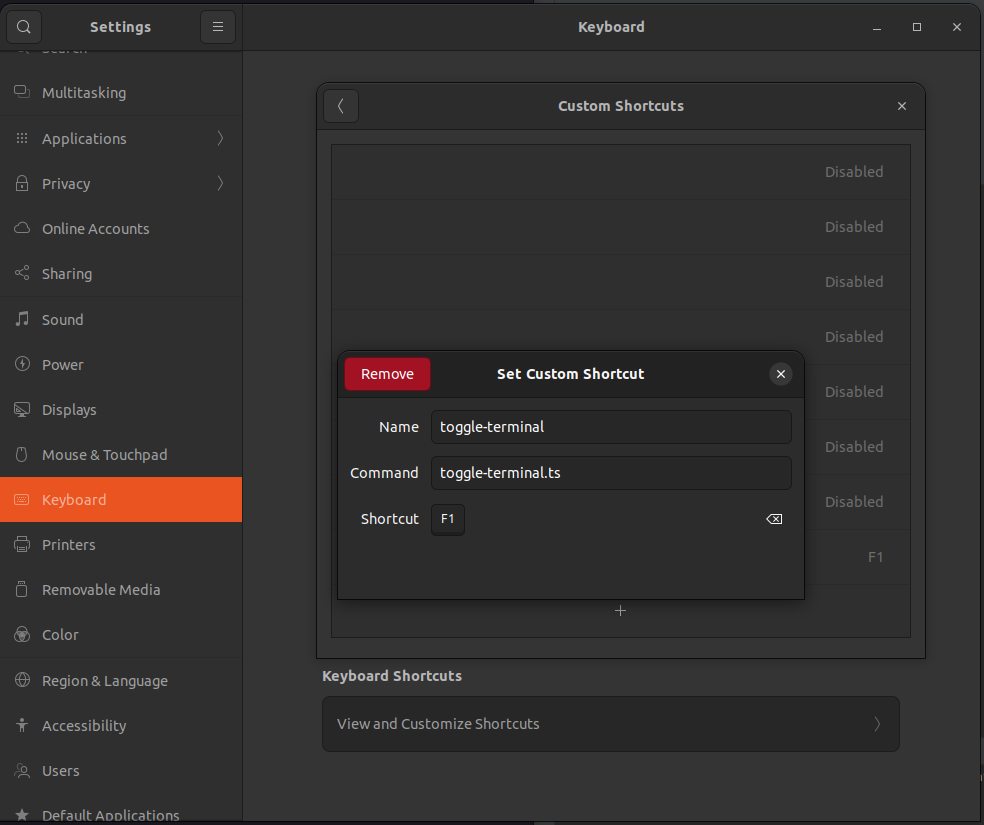 Settings
Keyboard
Search
Multitasking
Applications
Privacy
Online Accounts
Sharing
Sound
Power
Displays
Mouse & Touchpad
Keyboard
Printers
Removable Media
Color
Region & Language
Accessibility
Users
Default Applications
Custom Shortcuts
Disabled
Disabled
Disabled
Disabled
Disabled
Disabled
Disabled
F1
Remove
Set Custom Shortcut
Name toggle-terminal
Command toggle-terminal.ts
Shortcut F1
Keyboard Shortcuts
View and Customize Shortcuts